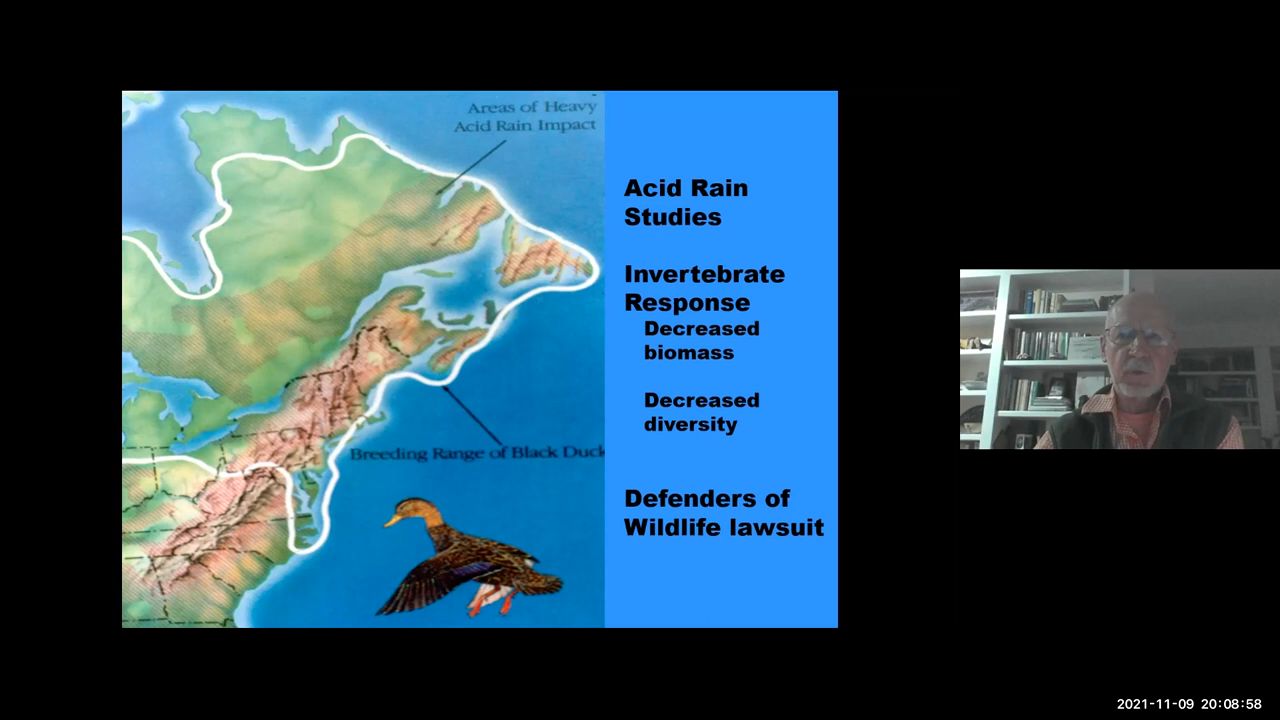 Areas of Heavy
Acid Rain Impact
Breeding Range of Black Duck
Acid Rain
Studies
Invertebrate
Response
Decreased
biomass
Decreased
diversity
Defenders of
Wildlife lawsuit
2021-11-09 20:08:58